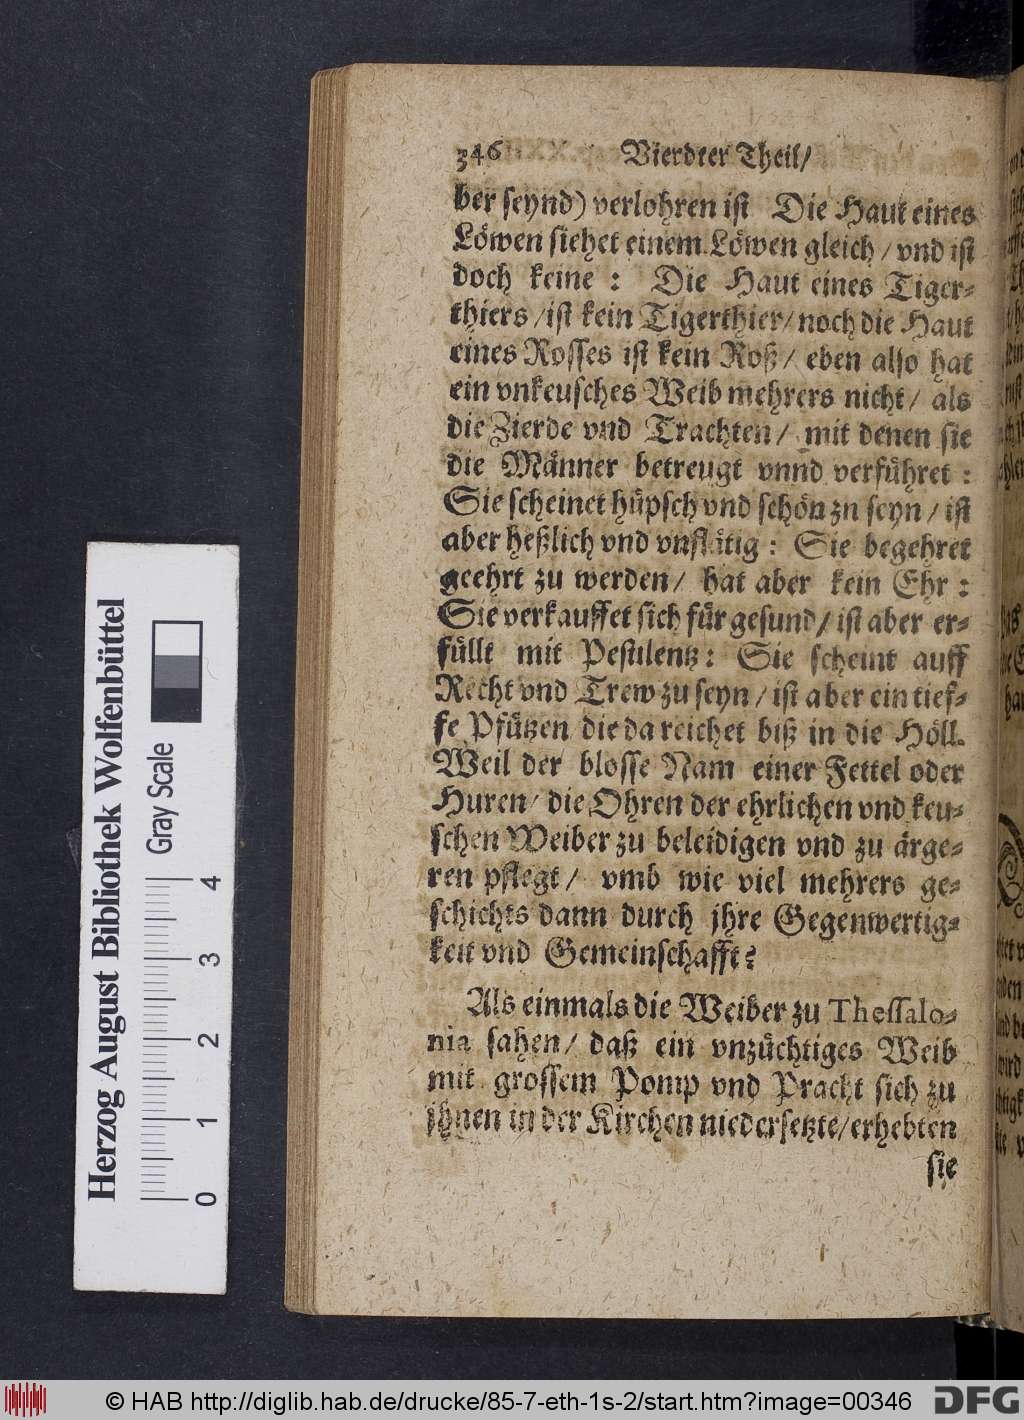 346 Vierdter Theil/
ber seynd) verlohren ist Die Haut eines
Löwen siehet einem Löwen gleich / vnd ist
doch keine : Die Haut eines Tiger-
thiers / ist kein Tigerthier / noch die Haut
eines Rosses ist kein Roß / eben also hat
ein vnkeusches Weib mehrers nicht / als
die Zierde vnd Trachten / mit denen sie
die Männer betreugt vnnd verführet :
Sie scheinet hüpsch vnd schön zn seyn / ist
aber heßlich vnd vnflätig : Sie begehret
geehrt zu werden / hat aber kein Ehr :
Sie verkauffet sich für gesund / ist aber er-
füllt mit Pestilentz : Sie scheint auff
Recht vnd Trew zu seyn / ist aber ein tief-
fe Pfützen die da reichet biß in die Höll.
Weil der blosse Nam einer Fettel oder
Huren / die Ohren der ehrlichen vnd keu-
schen Weiber zu beleidigen vnd zu ärge-
ren pflegt / vmb wie viel mehrers ge-
schichts dann durch jhre Gegenwertig-
keit vnd Gemeinschafft?
Als einmals die Weiber zu Thessalo-
nia sahen / daß ein vnzüchtiges Weib
mit grossem Pomp vnd Pracht sich zu
jhnen in der Kirchen niedersetzte / erhebten
sie
Herzog August Bibliothek Wolfenbüttel
Gray Scale
0 1 2 3 4
© HAB http://diglib.hab.de/drucke/85-7-eth-1s-2/start.htm?image=00346
DFG